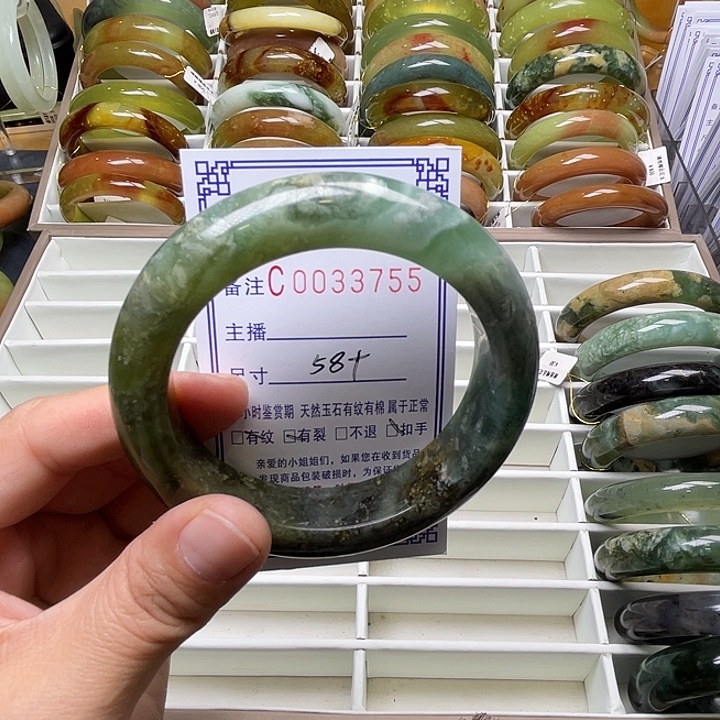 备注C0033755
主播
尺寸 58+
小时鉴赏期 天然玉石有纹有棉 属于正常
□有纹 □有裂 □不退 □扣手
亲爱的小姐姐们，如果您在收到货品
发现商品包装破损时，为保证